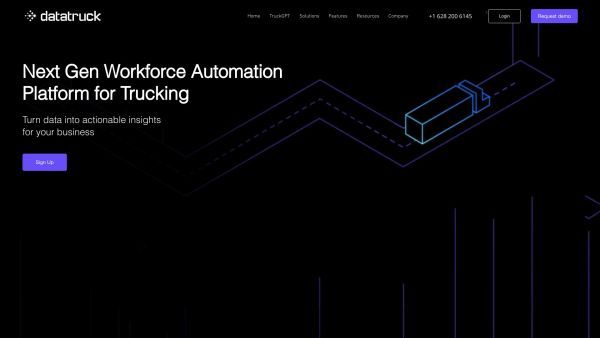 datatruck
Home TruckGPT Solutions Features Resources Company +1 628 200 6145 Login Request demo
Next Gen Workforce Automation
Platform for Trucking
Turn data into actionable insights
for your business
Sign Up